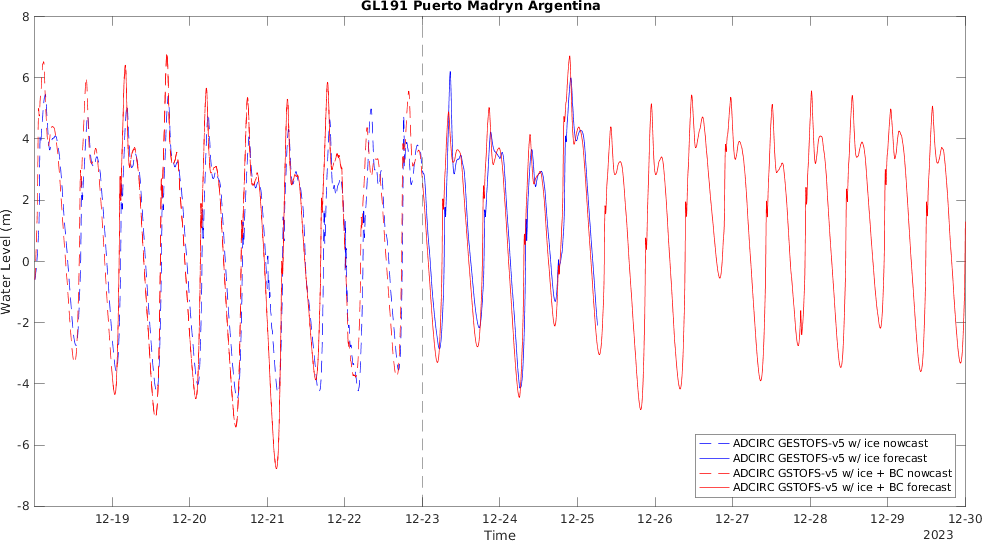 GL191 Puerto Madryn Argentina
8
6
4
2
0
-2
-4
-6
-8
Water Level (m)
ADCIRC GESTOFS-v5 w/ ice nowcast
ADCIRC GESTOFS-v5 w/ ice forecast
ADCIRC GSTOFS-v5 w/ ice + BC nowcast
ADCIRC GSTOFS-v5 w/ ice + BC forecast
12-19 12-20 12-21 12-22 12-23 12-24 12-25 12-26 12-27 12-28 12-29 12-30
Time
2023